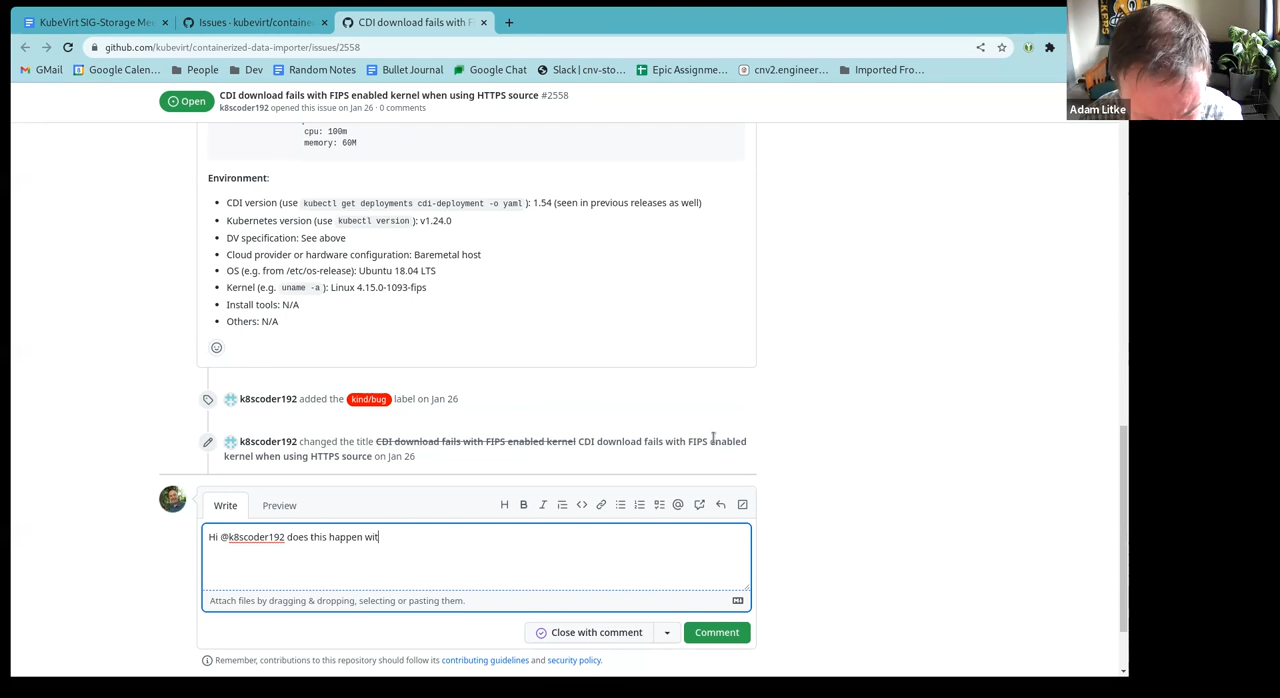 KubeVirt SIG-Storage Me
Issues · kubevirt/containe
CDI download fails with F
github.com/kubevirt/containerized-data-importer/issues/2558
GMail
Google Calen...
People
Dev
Random Notes
Bullet Journal
Google Chat
Slack | cnv-sto...
Epic Assignme...
cnv2.engineer...
Imported Fro...
Adam Litke
Open
CDI download fails with FIPS enabled kernel when using HTTPS source #2558
k8scoder192 opened this issue on Jan 26 · 0 comments
cpu: 100m
memory: 60M
Environment:
• CDI version (use kubectl get deployments cdi-deployment -o yaml ): 1.54 (seen in previous releases as well)
• Kubernetes version (use kubectl version ): v1.24.0
• DV specification: See above
• Cloud provider or hardware configuration: Baremetal host
• OS (e.g. from /etc/os-release): Ubuntu 18.04 LTS
• Kernel (e.g. uname -a ): Linux 4.15.0-1093-fips
• Install tools: N/A
• Others: N/A
k8scoder192 added the kind/bug label on Jan 26
k8scoder192 changed the title CDI download fails with FIPS enabled kernel CDI download fails with FIPS enabled
kernel when using HTTPS source on Jan 26
Write
Preview
Hi @k8scoder192 does this happen wit
Attach files by dragging & dropping, selecting or pasting them.
Close with comment
Comment
Remember, contributions to this repository should follow its contributing guidelines and security policy.